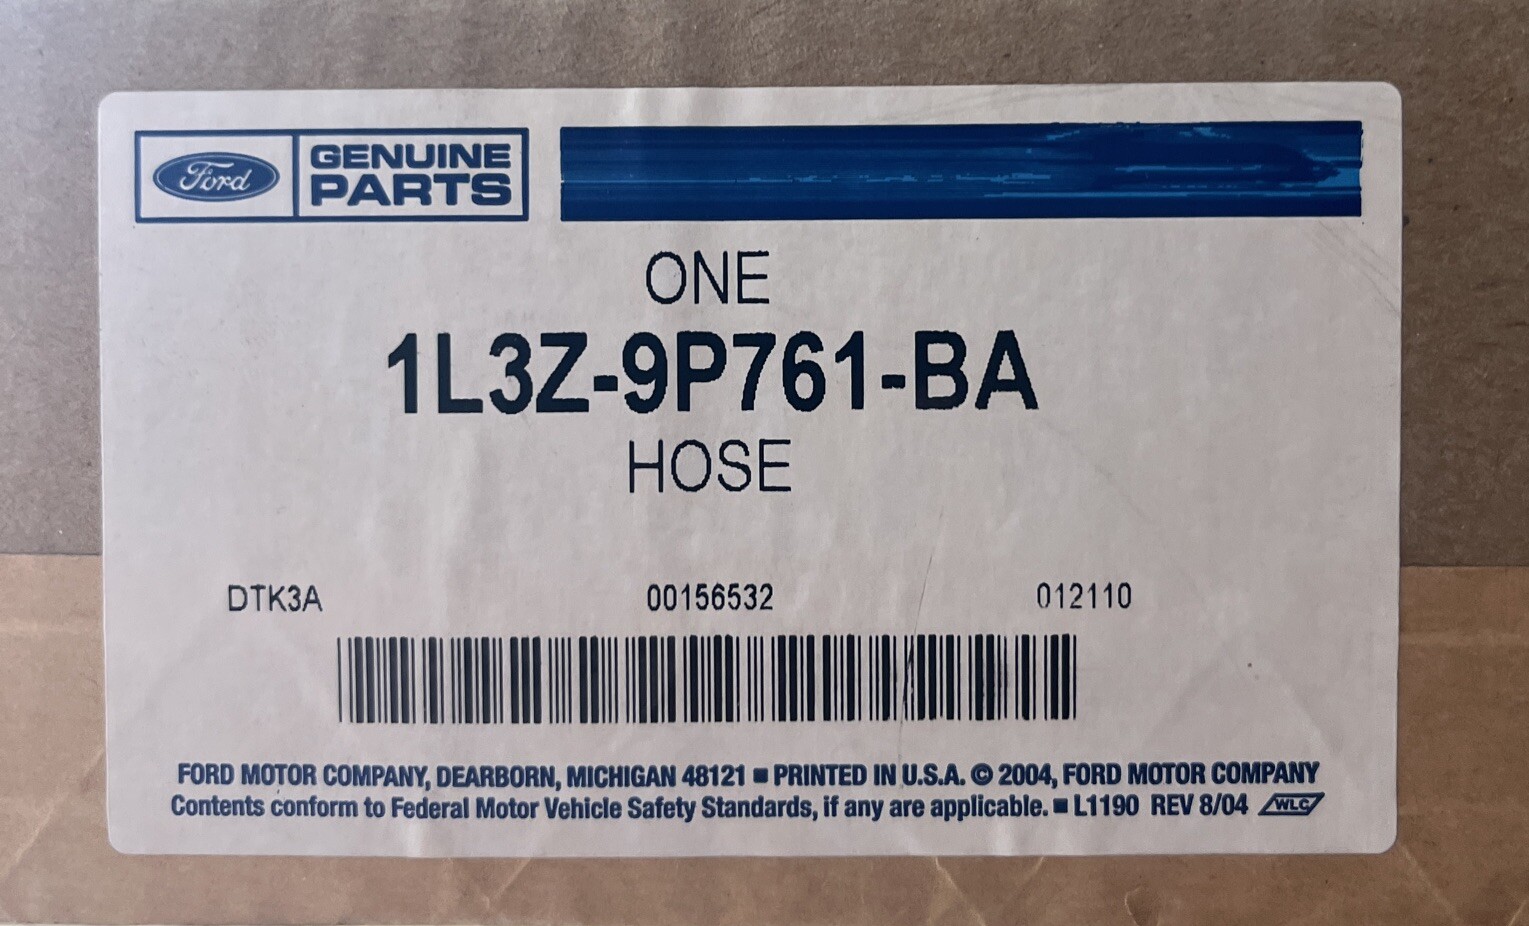 Ford GENUINE
PARTS
ONE
1L3Z-9P761-BA
HOSE
DTK3A 00156532 012110
FORD MOTOR COMPANY, DEARBORN, MICHIGAN 48121 ■ PRINTED IN U.S.A. © 2004, FORD MOTOR COMPANY
Contents conform to Federal Motor Vehicle Safety Standards, if any are applicable. ■ L1190 REV 8/04 WLC